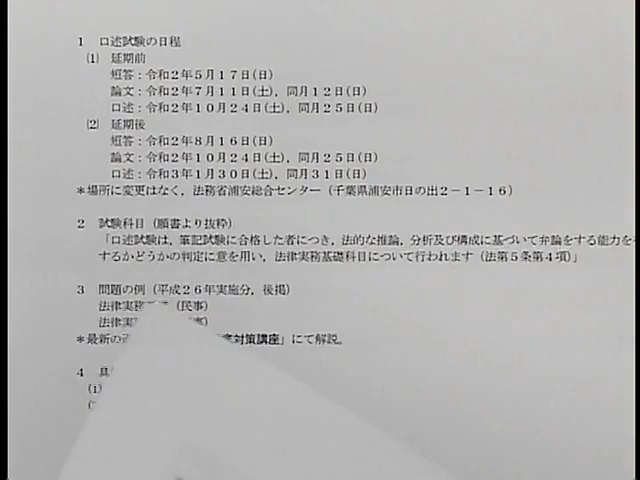 1 口述試験の日程
(1) 延期前
短答：令和2年5月17日(日)
論文：令和2年7月11日(土)，同月12日(日)
口述：令和2年10月24日(土)，同月25日(日)
(2) 延期後
短答：令和2年8月16日(日)
論文：令和2年10月24日(土)，同月25日(日)
口述：令和3年1月30日(土)，同月31日(日)
＊場所に変更はなく，法務省浦安総合センター（千葉県浦安市日の出2－1－16）
2 試験科目（願書より抜粋）
「口述試験は，筆記試験に合格した者につき，法的な推論，分析及び構成に基づいて弁論をする能力を
するかどうかの判定に意を用い，法律実務基礎科目について行われます（法第5条第4項）」
3 問題の例（平成26年実施分，後掲）
法律実務 （民事）
法律実
＊最新の 対策講座」にて解説。
4 具
(1)